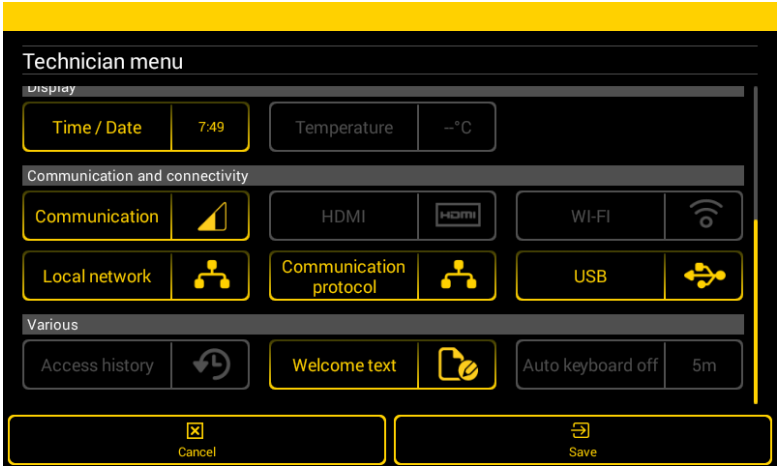 Technician menu
Display
Time / Date 7:49 Temperature --°C
Communication and connectivity
Communication HDMI HDMI WI-FI
Local network Communication protocol USB
Various
Access history Welcome text Auto keyboard off 5m
Cancel Save